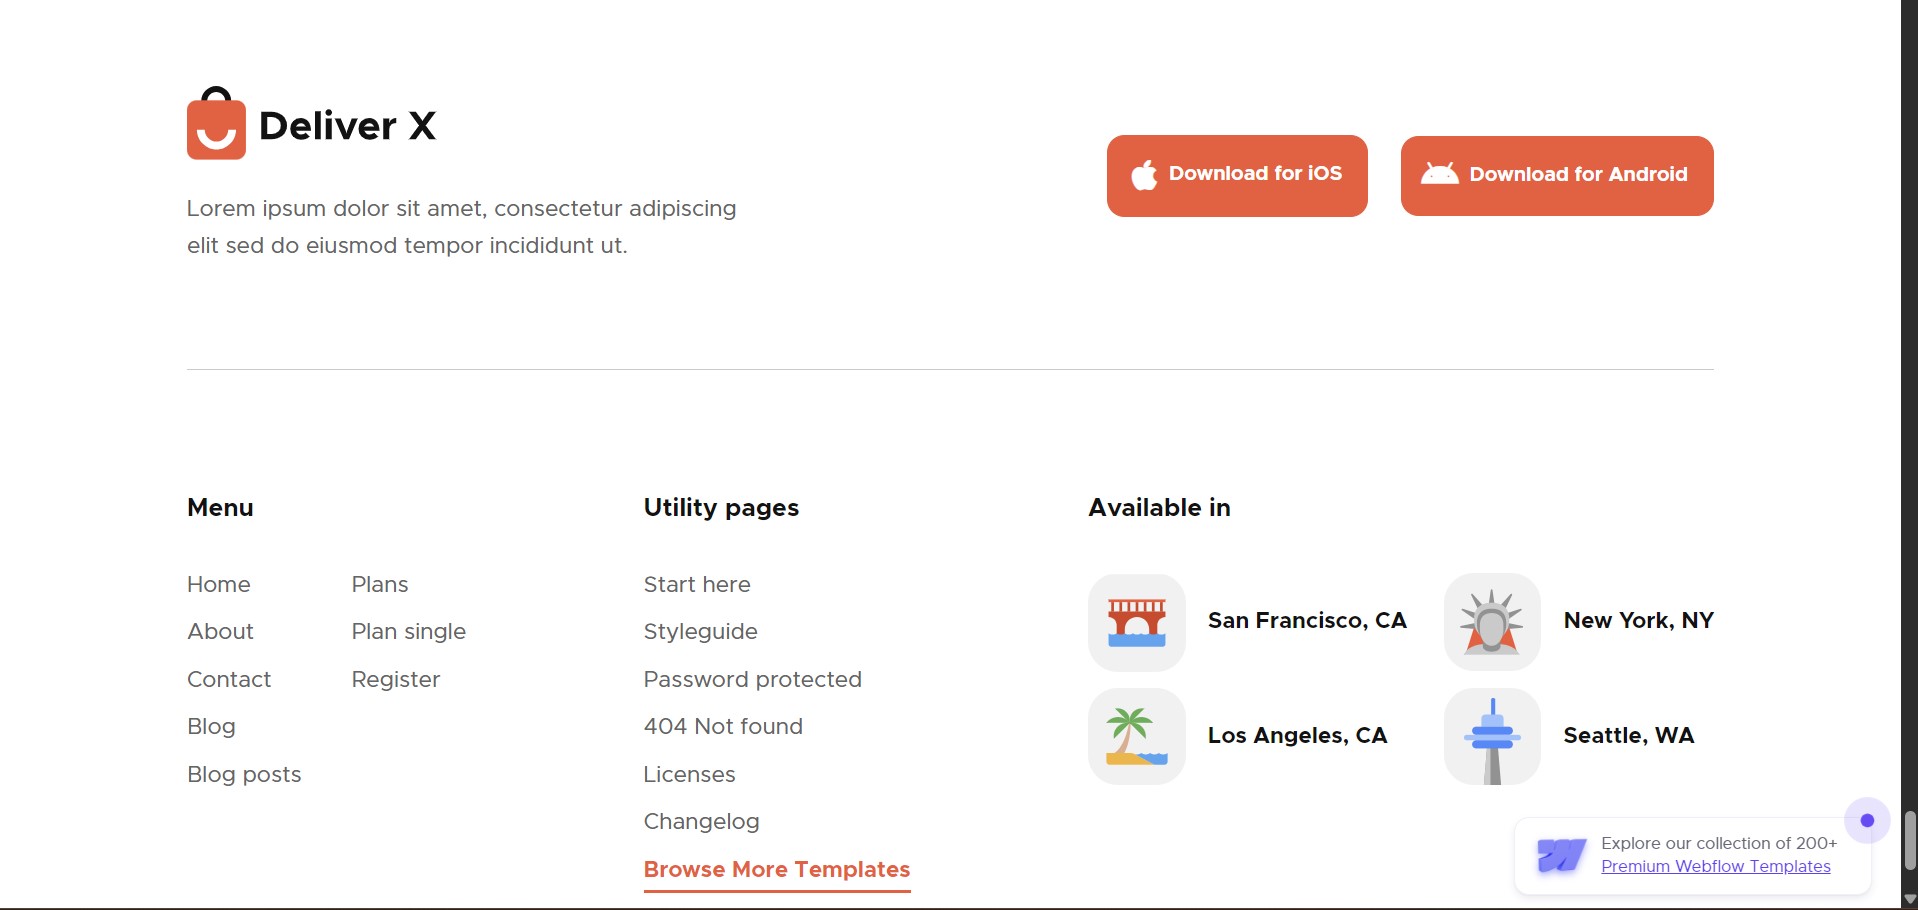 Deliver X
Lorem ipsum dolor sit amet, consectetur adipiscing
elit sed do eiusmod tempor incididunt ut.
Download for iOS
Download for Android
Menu
Home
About
Contact
Blog
Blog posts
Plans
Plan single
Register
Utility pages
Start here
Styleguide
Password protected
404 Not found
Licenses
Changelog
Browse More Templates
Available in
San Francisco, CA
New York, NY
Los Angeles, CA
Seattle, WA
Explore our collection of 200+
Premium Webflow Templates